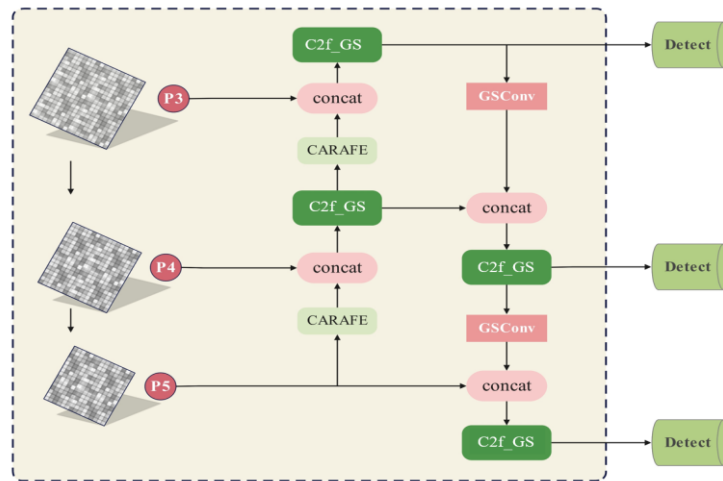 C2f_GS
Detect
P3
concat
GSConv
CARAFE
C2f_GS
concat
P4
concat
C2f_GS
Detect
CARAFE
GSConv
P5
concat
C2f_GS
Detect